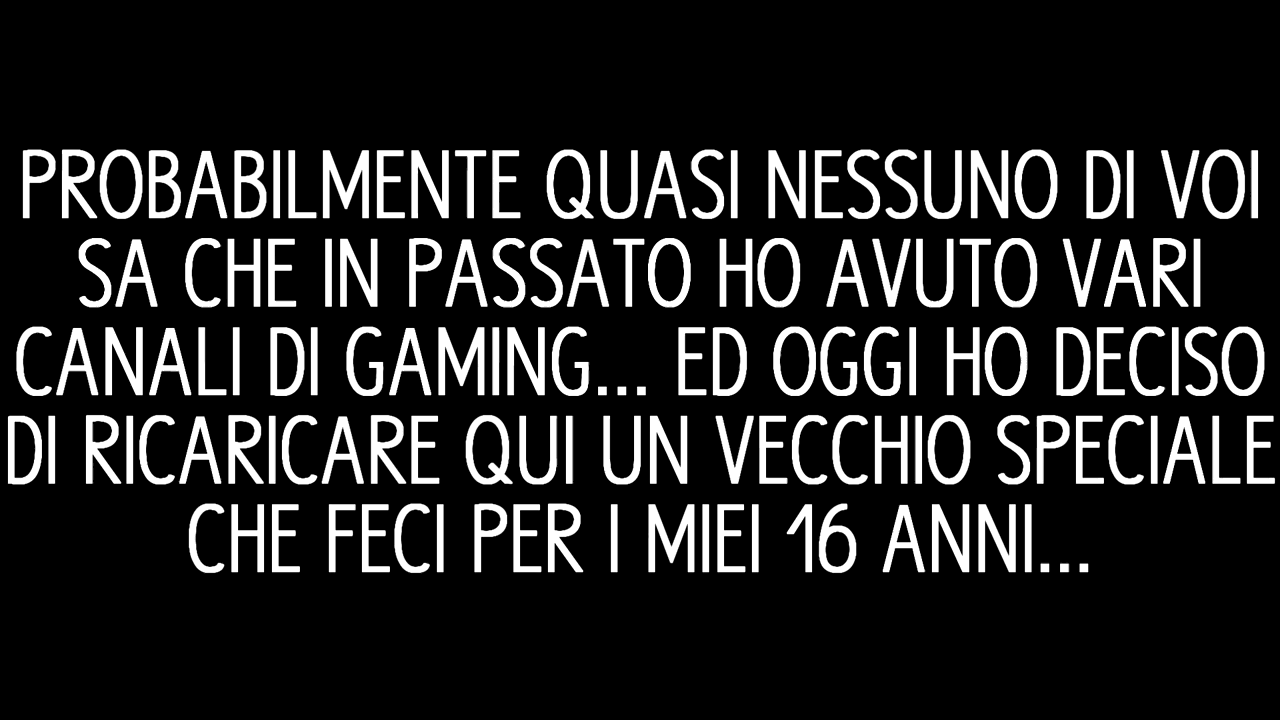 PROBABILMENTE QUASI NESSUNO DI VOI
SA CHE IN PASSATO HO AVUTO VARI
CANALI DI GAMING... ED OGGI HO DECISO
DI RICARICARE QUI UN VECCHIO SPECIALE
CHE FECI PER I MIEI 16 ANNI...